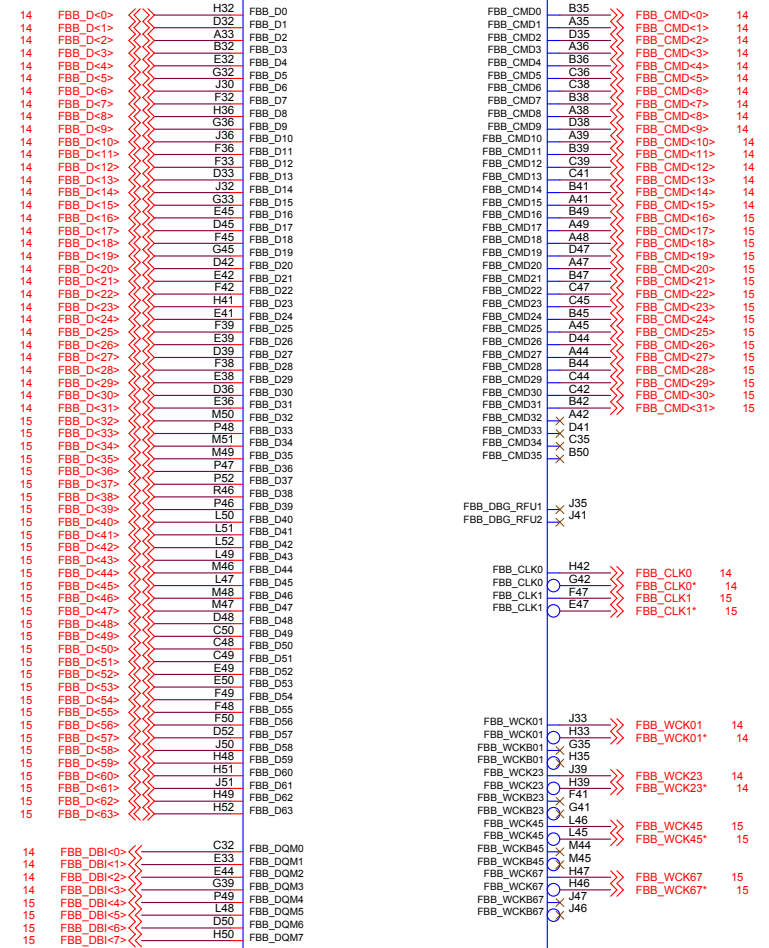 14 FBB_D<0> H32 FBB_D0
14 FBB_D<1> D32 FBB_D1
14 FBB_D<2> A33 FBB_D2
14 FBB_D<3> B32 FBB_D3
14 FBB_D<4> E32 FBB_D4
14 FBB_D<5> G32 FBB_D5
14 FBB_D<6> J30 FBB_D6
14 FBB_D<7> F32 FBB_D7
14 FBB_D<8> H36 FBB_D8
14 FBB_D<9> G36 FBB_D9
14 FBB_D<10> J36 FBB_D10
14 FBB_D<11> F36 FBB_D11
14 FBB_D<12> F33 FBB_D12
14 FBB_D<13> D33 FBB_D13
14 FBB_D<14> J32 FBB_D14
14 FBB_D<15> G33 FBB_D15
14 FBB_D<16> E45 FBB_D16
14 FBB_D<17> D45 FBB_D17
14 FBB_D<18> F45 FBB_D18
14 FBB_D<19> G45 FBB_D19
14 FBB_D<20> D42 FBB_D20
14 FBB_D<21> E42 FBB_D21
14 FBB_D<22> F42 FBB_D22
14 FBB_D<23> H41 FBB_D23
14 FBB_D<24> E41 FBB_D24
14 FBB_D<25> F39 FBB_D25
14 FBB_D<26> E39 FBB_D26
14 FBB_D<27> D39 FBB_D27
14 FBB_D<28> F38 FBB_D28
14 FBB_D<29> E38 FBB_D29
14 FBB_D<30> D36 FBB_D30
14 FBB_D<31> E36 FBB_D31
15 FBB_D<32> M50 FBB_D32
15 FBB_D<33> P48 FBB_D33
15 FBB_D<34> M51 FBB_D34
15 FBB_D<35> M49 FBB_D35
15 FBB_D<36> P47 FBB_D36
15 FBB_D<37> P52 FBB_D37
15 FBB_D<38> R46 FBB_D38
15 FBB_D<39> P46 FBB_D39
15 FBB_D<40> L50 FBB_D40
15 FBB_D<41> L51 FBB_D41
15 FBB_D<42> L52 FBB_D42
15 FBB_D<43> L49 FBB_D43
15 FBB_D<44> M46 FBB_D44
15 FBB_D<45> L47 FBB_D45
15 FBB_D<46> M48 FBB_D46
15 FBB_D<47> M47 FBB_D47
15 FBB_D<48> D48 FBB_D48
15 FBB_D<49> C50 FBB_D49
15 FBB_D<50> C48 FBB_D50
15 FBB_D<51> C49 FBB_D51
15 FBB_D<52> E49 FBB_D52
15 FBB_D<53> E50 FBB_D53
15 FBB_D<54> F49 FBB_D54
15 FBB_D<55> F48 FBB_D55
15 FBB_D<56> F50 FBB_D56
15 FBB_D<57> D52 FBB_D57
15 FBB_D<58> J50 FBB_D58
15 FBB_D<59> H48 FBB_D59
15 FBB_D<60> H51 FBB_D60
15 FBB_D<61> J51 FBB_D61
15 FBB_D<62> H49 FBB_D62
15 FBB_D<63> H52 FBB_D63
14 FBB_DBI<0> C32 FBB_DQM0
14 FBB_DBI<1> E33 FBB_DQM1
14 FBB_DBI<2> E44 FBB_DQM2
14 FBB_DBI<3> G39 FBB_DQM3
15 FBB_DBI<4> P49 FBB_DQM4
15 FBB_DBI<5> L48 FBB_DQM5
15 FBB_DBI<6> D50 FBB_DQM6
15 FBB_DBI<7> H50 FBB_DQM7
FBB_CMD0 B35 FBB_CMD<0> 14
FBB_CMD1 A35 FBB_CMD<1> 14
FBB_CMD2 D35 FBB_CMD<2> 14
FBB_CMD3 A36 FBB_CMD<3> 14
FBB_CMD4 B36 FBB_CMD<4> 14
FBB_CMD5 C36 FBB_CMD<5> 14
FBB_CMD6 C38 FBB_CMD<6> 14
FBB_CMD7 B38 FBB_CMD<7> 14
FBB_CMD8 A38 FBB_CMD<8> 14
FBB_CMD9 D38 FBB_CMD<9> 14
FBB_CMD10 A39 FBB_CMD<10> 14
FBB_CMD11 B39 FBB_CMD<11> 14
FBB_CMD12 C39 FBB_CMD<12> 14
FBB_CMD13 C41 FBB_CMD<13> 14
FBB_CMD14 B41 FBB_CMD<14> 14
FBB_CMD15 A41 FBB_CMD<15> 14
FBB_CMD16 B49 FBB_CMD<16> 15
FBB_CMD17 A49 FBB_CMD<17> 15
FBB_CMD18 A48 FBB_CMD<18> 15
FBB_CMD19 D47 FBB_CMD<19> 15
FBB_CMD20 A47 FBB_CMD<20> 15
FBB_CMD21 B47 FBB_CMD<21> 15
FBB_CMD22 C47 FBB_CMD<22> 15
FBB_CMD23 C45 FBB_CMD<23> 15
FBB_CMD24 B45 FBB_CMD<24> 15
FBB_CMD25 A45 FBB_CMD<25> 15
FBB_CMD26 D44 FBB_CMD<26> 15
FBB_CMD27 A44 FBB_CMD<27> 15
FBB_CMD28 B44 FBB_CMD<28> 15
FBB_CMD29 C44 FBB_CMD<29> 15
FBB_CMD30 C42 FBB_CMD<30> 15
FBB_CMD31 B42 FBB_CMD<31> 15
FBB_CMD32 A42
FBB_CMD33 D41
FBB_CMD34 C35
FBB_CMD35 B50
FBB_DBG_RFU1 J35
FBB_DBG_RFU2 J41
FBB_CLK0 H42 FBB_CLK0 14
FBB_CLK0 G42 FBB_CLK0* 14
FBB_CLK1 F47 FBB_CLK1 15
FBB_CLK1 E47 FBB_CLK1* 15
FBB_WCK01 J33 FBB_WCK01 14
FBB_WCK01 H33 FBB_WCK01* 14
FBB_WCKB01 G35
FBB_WCKB01 H35
FBB_WCK23 J39 FBB_WCK23 14
FBB_WCK23 H39 FBB_WCK23* 14
FBB_WCKB23 F41
FBB_WCKB23 G41
FBB_WCK45 L46 FBB_WCK45 15
FBB_WCK45 L45 FBB_WCK45* 15
FBB_WCKB45 M44
FBB_WCKB45 M45
FBB_WCK67 H47 FBB_WCK67 15
FBB_WCK67 H46 FBB_WCK67* 15
FBB_WCKB67 J47
FBB_WCKB67 J46